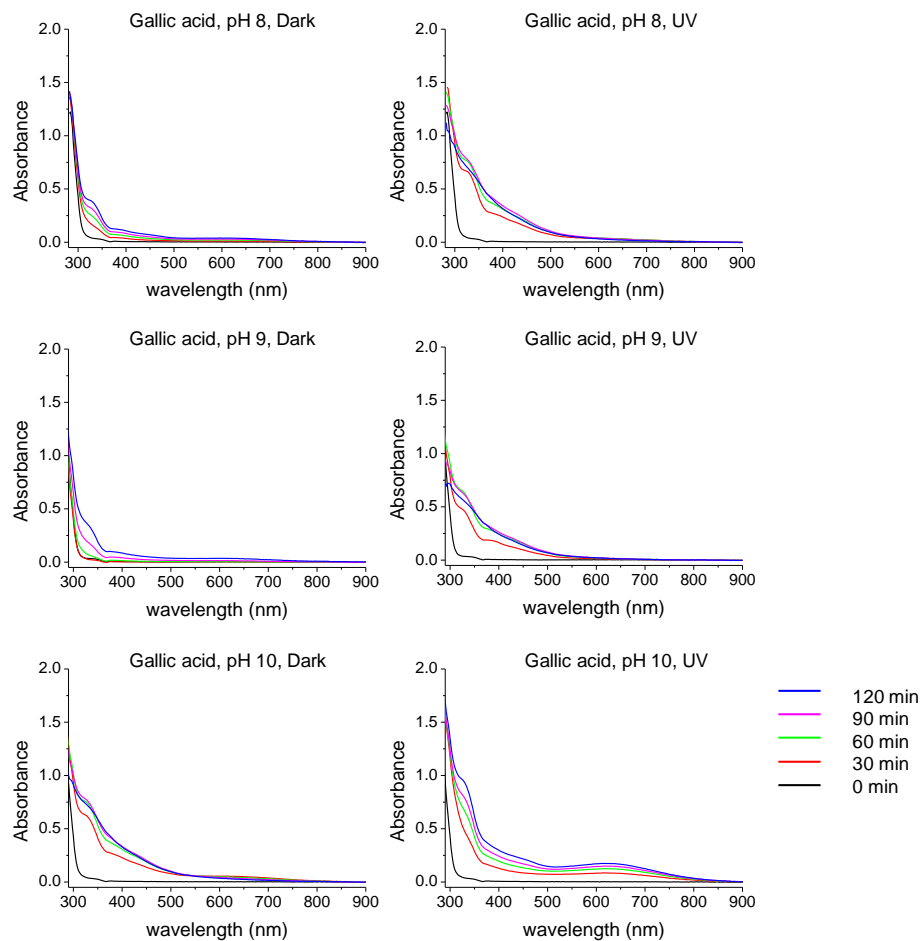 Gallic acid, pH 8, Dark
2.0
1.5
1.0
0.5
0.0
Absorbance
300 400 500 600 700 800 900
wavelength (nm)
Gallic acid, pH 8, UV
2.0
1.5
1.0
0.5
0.0
Absorbance
300 400 500 600 700 800 900
wavelength (nm)
Gallic acid, pH 9, Dark
2.0
1.5
1.0
0.5
0.0
Absorbance
300 400 500 600 700 800 900
wavelength (nm)
Gallic acid, pH 9, UV
2.0
1.5
1.0
0.5
0.0
Absorbance
300 400 500 600 700 800 900
wavelength (nm)
Gallic acid, pH 10, Dark
2.0
1.5
1.0
0.5
0.0
Absorbance
300 400 500 600 700 800 900
wavelength (nm)
Gallic acid, pH 10, UV
2.0
1.5
1.0
0.5
0.0
Absorbance
300 400 500 600 700 800 900
wavelength (nm)
120 min
90 min
60 min
30 min
0 min